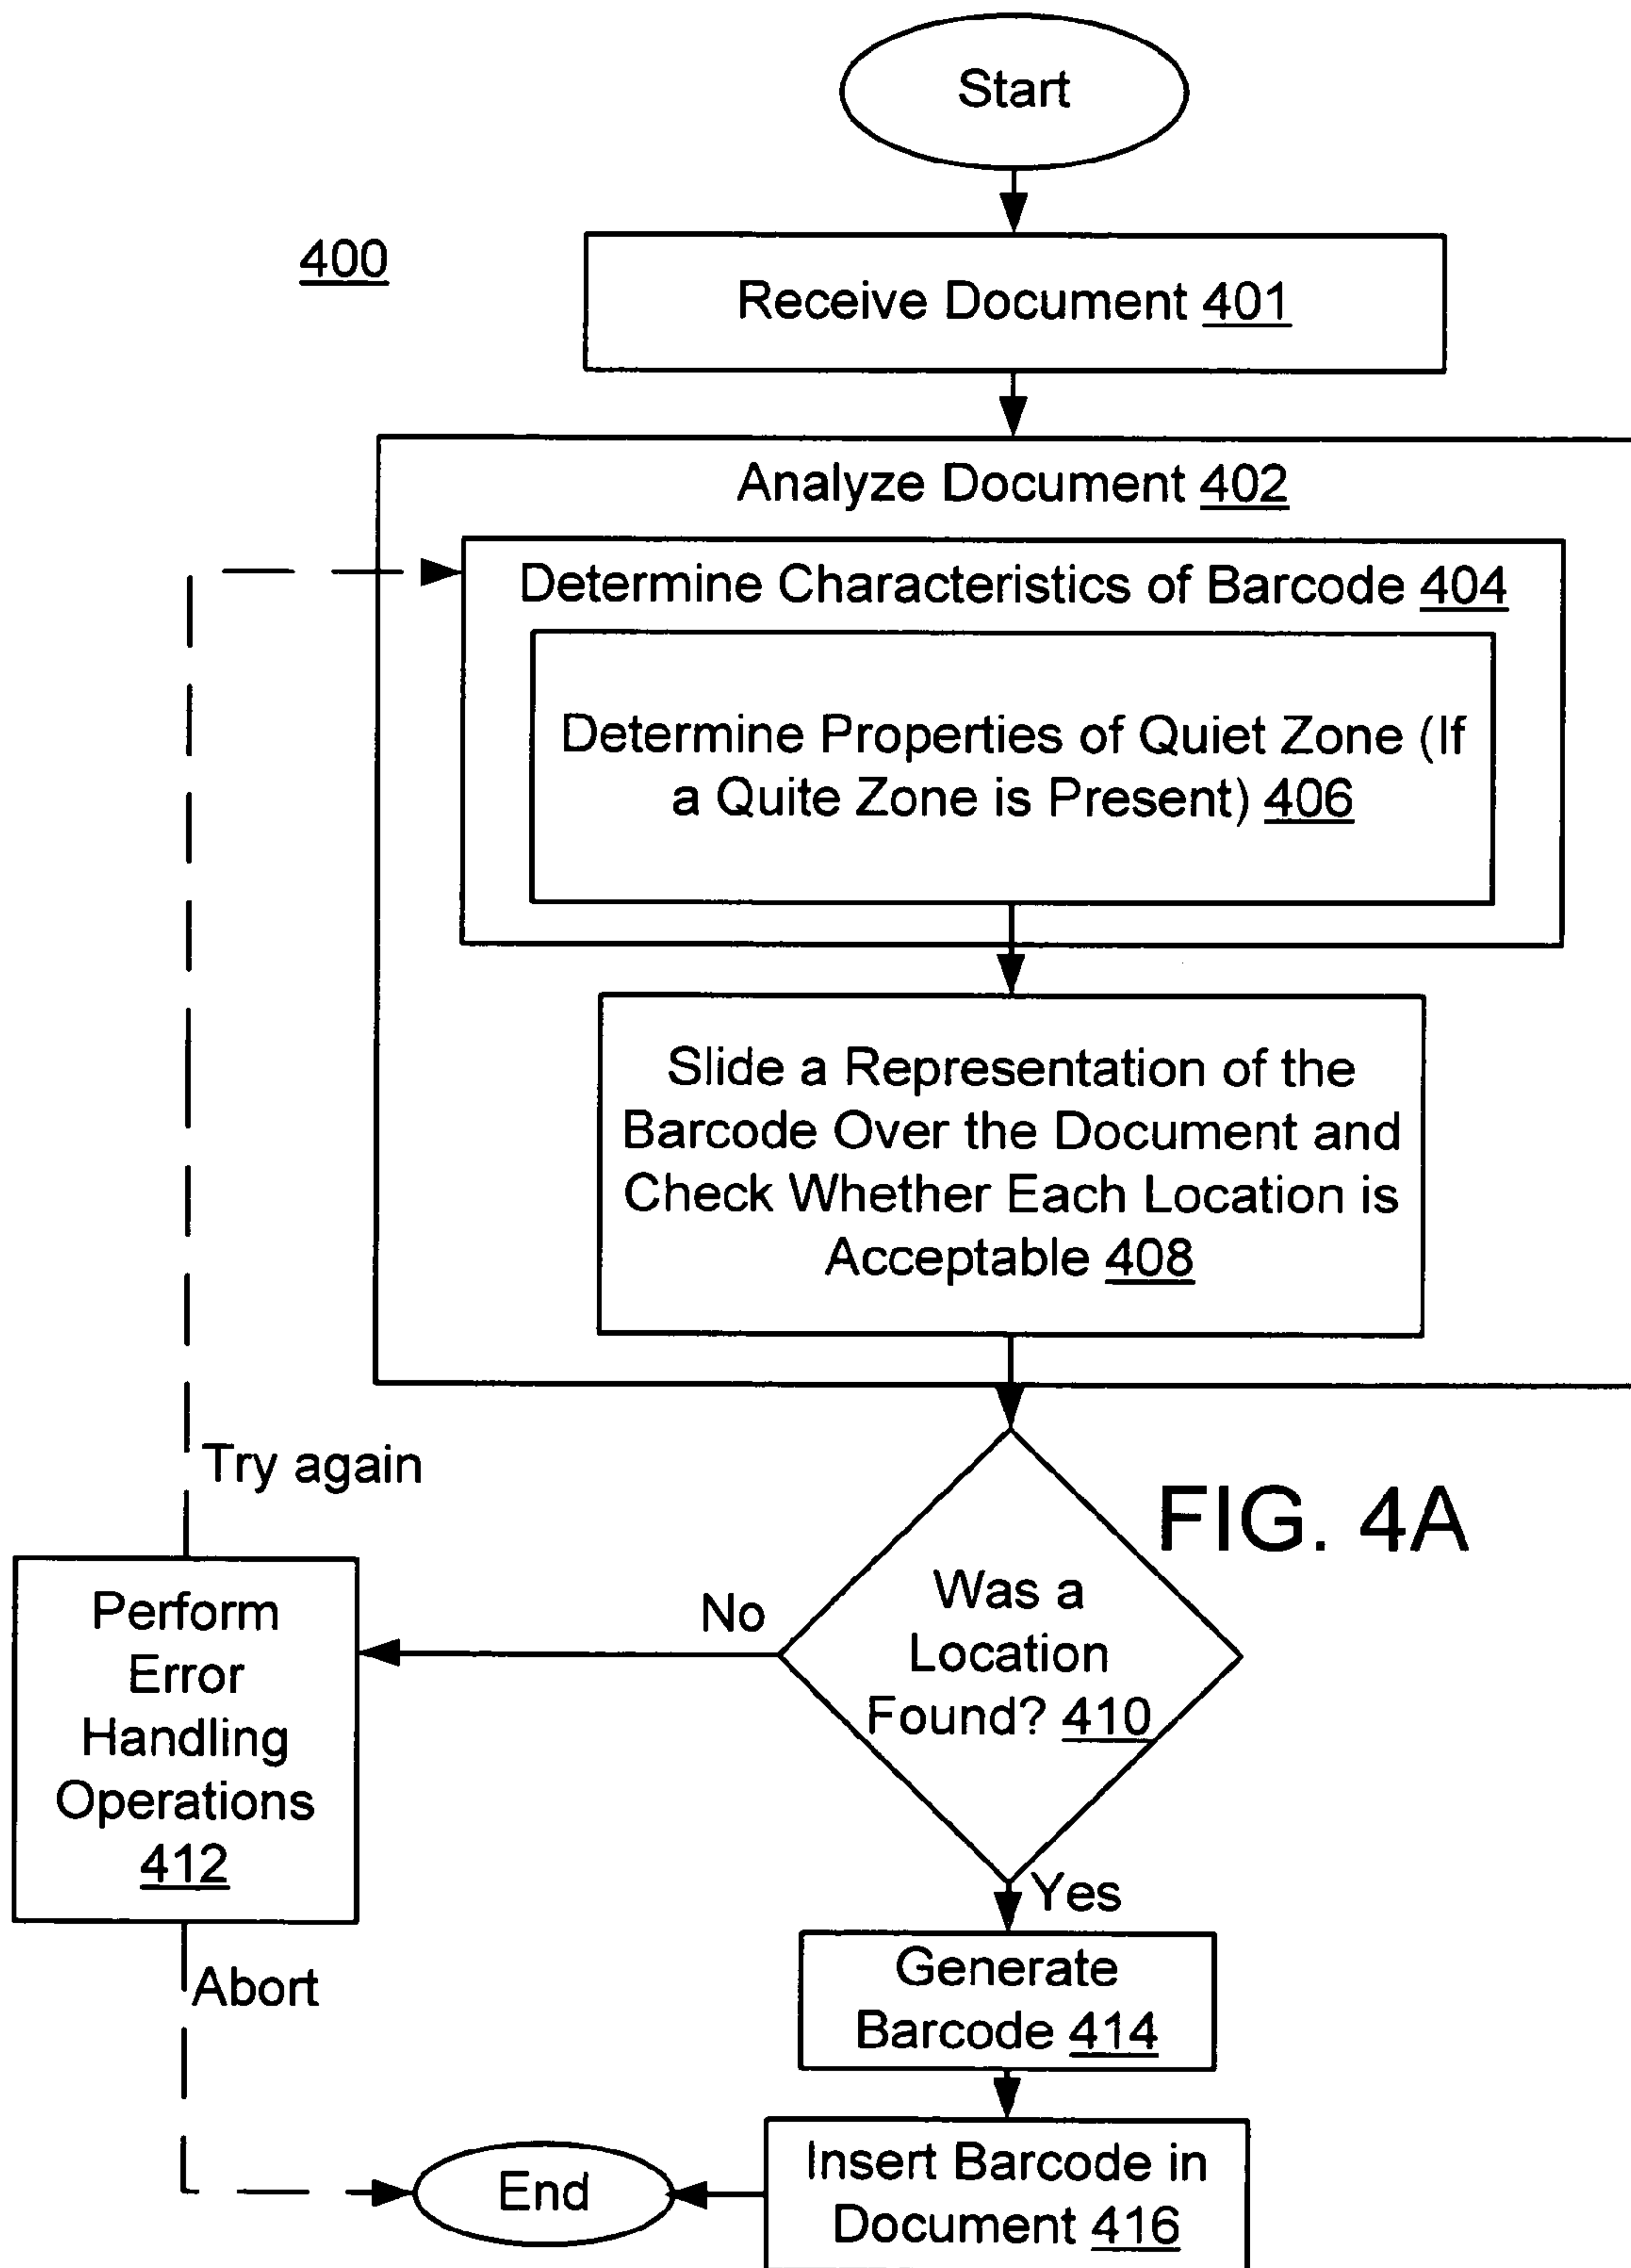 Start
400
Receive Document 401
Analyze Document 402
Determine Characteristics of Barcode 404
Determine Properties of Quiet Zone (If
a Quite Zone is Present) 406
Slide a Representation of the
Barcode Over the Document and
Check Whether Each Location is
Acceptable 408
Try again
FIG. 4A
Was a
Location
Found? 410
No
Perform
Error
Handling
Operations
412
Yes
Generate
Barcode 414
Abort
Insert Barcode in
Document 416
End